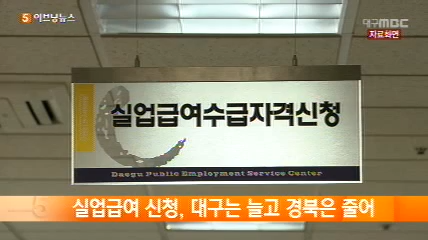 5 이브닝뉴스
대구MBC
자료화면
실업급여수급자격신청
Daegu Public Employment Service Center
실업급여 신청, 대구는 늘고 경북은 줄어